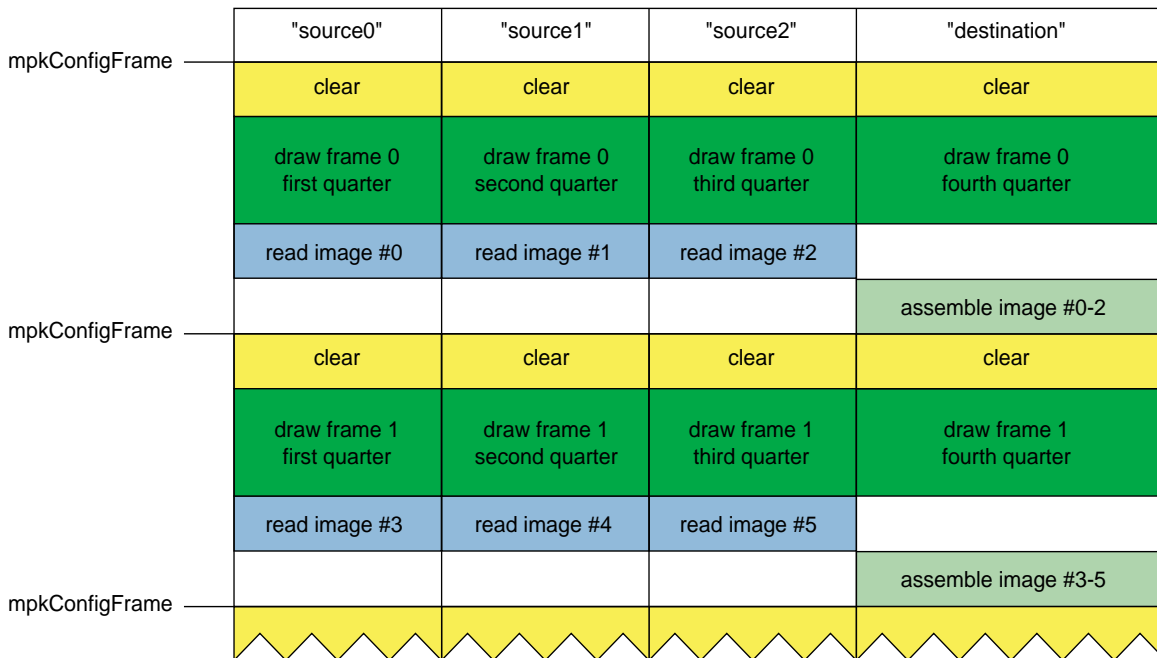 "source0" "source1" "source2" "destination"
mpkConfigFrame
clear clear clear clear
draw frame 0 draw frame 0 draw frame 0 draw frame 0
first quarter second quarter third quarter fourth quarter
read image #0 read image #1 read image #2
assemble image #0-2
mpkConfigFrame
clear clear clear clear
draw frame 1 draw frame 1 draw frame 1 draw frame 1
first quarter second quarter third quarter fourth quarter
read image #3 read image #4 read image #5
assemble image #3-5
mpkConfigFrame